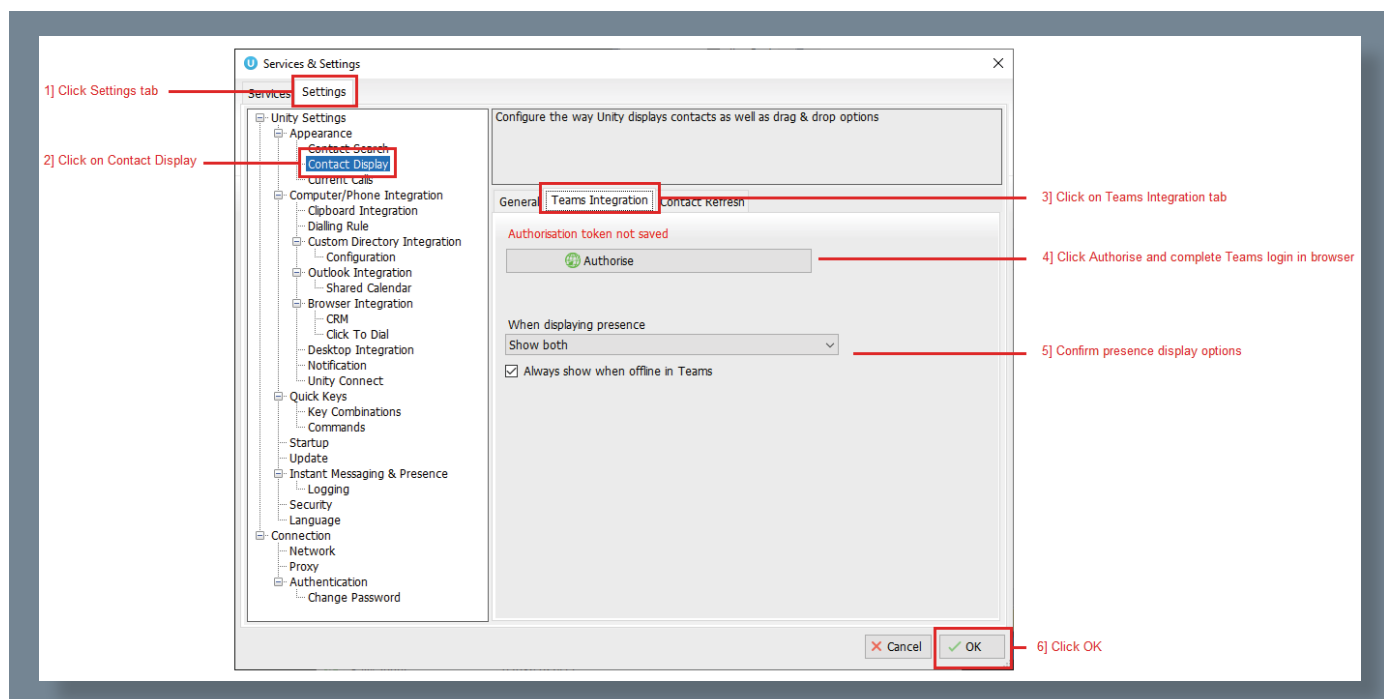 Services & Settings
1] Click Settings tab
Services
Settings
Unity Settings
Appearance
Contact Search
2] Click on Contact Display
Contact Display
Current Calls
Computer/Phone Integration
Clipboard Integration
Dialling Rule
Custom Directory Integration
Configuration
Outlook Integration
Shared Calendar
Browser Integration
CRM
Click To Dial
Desktop Integration
Notification
Unity Connect
Quick Keys
Key Combinations
Commands
Startup
Update
Instant Messaging & Presence
Logging
Security
Language
Connection
Network
Proxy
Authentication
Change Password
Configure the way Unity displays contacts as well as drag & drop options
General
Teams Integration
Contact Refresh
3] Click on Teams Integration tab
Authorisation token not saved
Authorise
4] Click Authorise and complete Teams login in browser
When displaying presence
Show both
5] Confirm presence display options
Always show when offline in Teams
Cancel
OK
6] Click OK